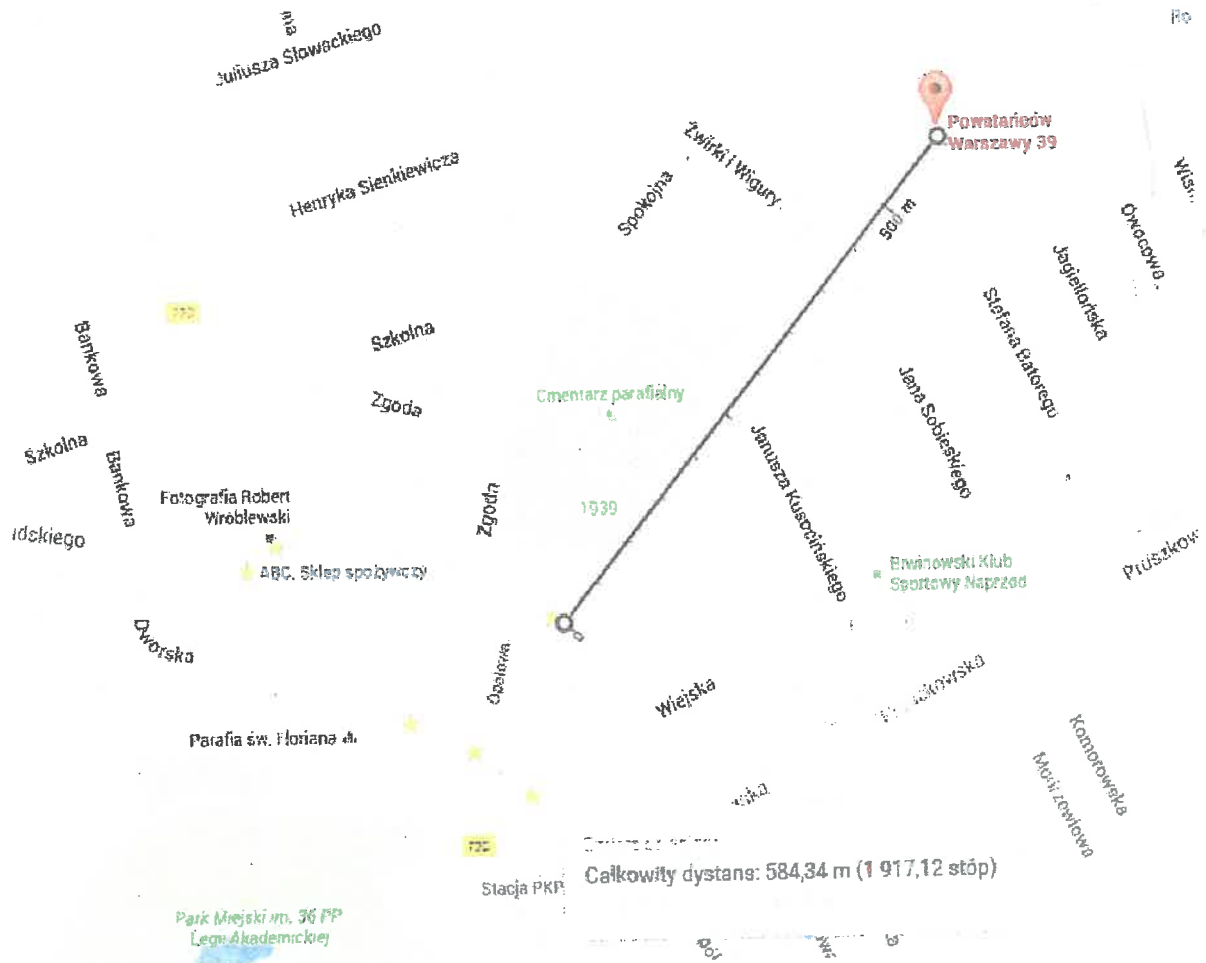 Juliusza Słowackiego
Powstańców
Warszawy 39
Żwirki i Wigury
Henryka Sienkiewicza
Spokojna
500 m
Owocowa
Jagiellońska
Stefana Batorego
Bankowa
Szkolna
Zgoda
Cmentarz parafialny
Jana Sobieskiego
Szkolna
Bankowa
Janusza Kusocińskiego
Zgoda
Fotografia Robert
Wróblewski
1939
ABC. Sklep spożywczy
Brwinowski Klub
Sportowy Naprzód
Dworska
Opalowa
Wiejska
Parafia św. Floriana
Komorowska
Stacja PKP
Całkowity dystans: 584,34 m (1 917,12 stóp)
Park Miejski im. 36 PP
Legii Akademickiej